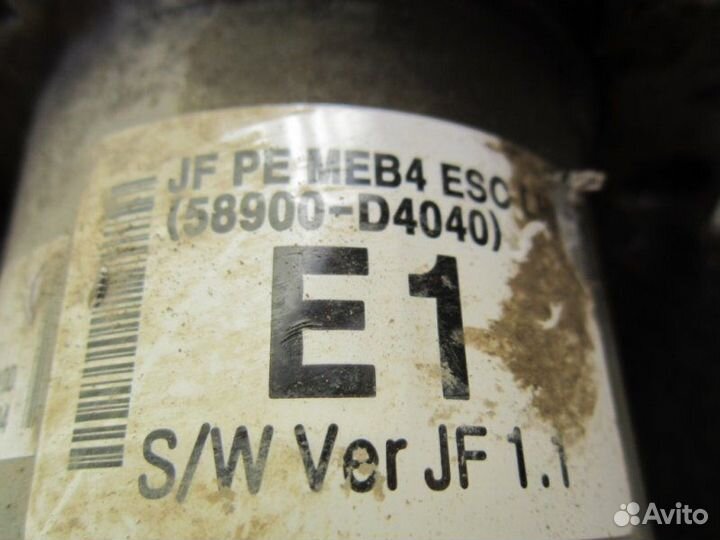 JF PE MEB4 ESC
(58900-D4040)
E1
S/W Ver JF 1.1
Avito